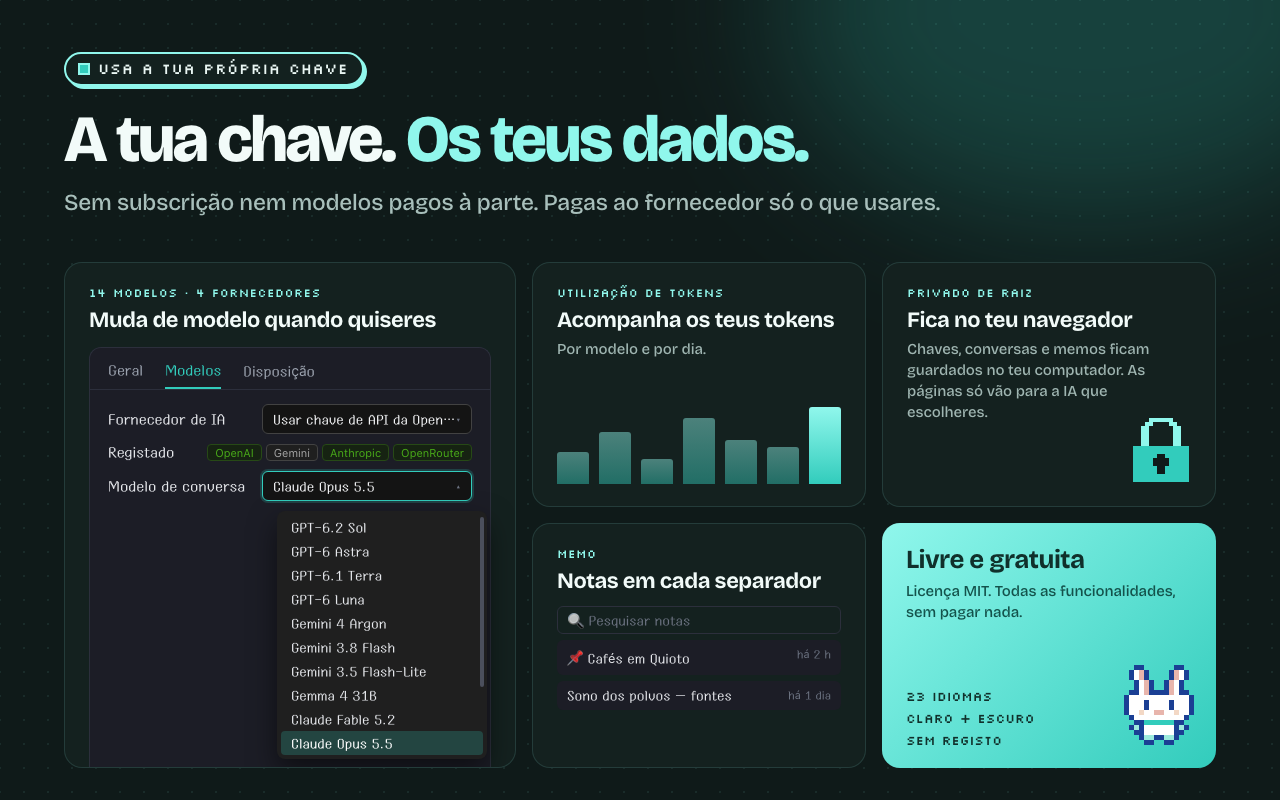 USA A TUA PRÓPRIA CHAVE
A tua chave. Os teus dados.
Sem subscrição nem modelos pagos à parte. Pagas ao fornecedor só o que usares.
14 MODELOS · 4 FORNECEDORES
Muda de modelo quando quiseres
Geral Modelos Disposição
Fornecedor de IA Usar chave de API da Open…
Registado OpenAI Gemini Anthropic OpenRouter
Modelo de conversa Claude Opus 5.5
GPT-6.2 Sol
GPT-6 Astra
GPT-6.1 Terra
GPT-6 Luna
Gemini 4 Argon
Gemini 3.8 Flash
Gemini 3.5 Flash-Lite
Gemma 4 31B
Claude Fable 5.2
Claude Opus 5.5
UTILIZAÇÃO DE TOKENS
Acompanha os teus tokens
Por modelo e por dia.
PRIVADO DE RAIZ
Fica no teu navegador
Chaves, conversas e memos ficam
guardados no teu computador. As
páginas só vão para a IA que
escolheres.
MEMO
Notas em cada separador
Pesquisar notas
Cafés em Quioto há 2 h
Sono dos polvos — fontes há 1 dia
Livre e gratuita
Licença MIT. Todas as funcionalidades,
sem pagar nada.
23 IDIOMAS
CLARO + ESCURO
SEM REGISTO